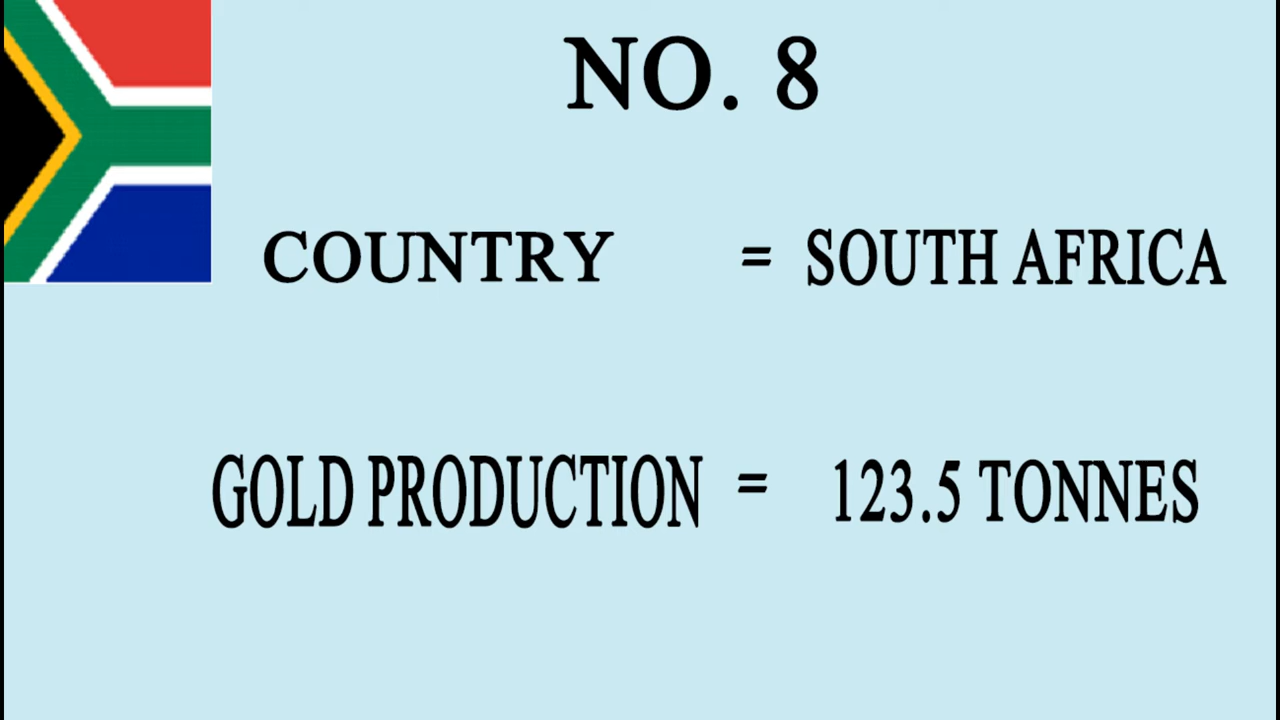 NO. 8
COUNTRY = SOUTH AFRICA
GOLD PRODUCTION = 123.5 TONNES